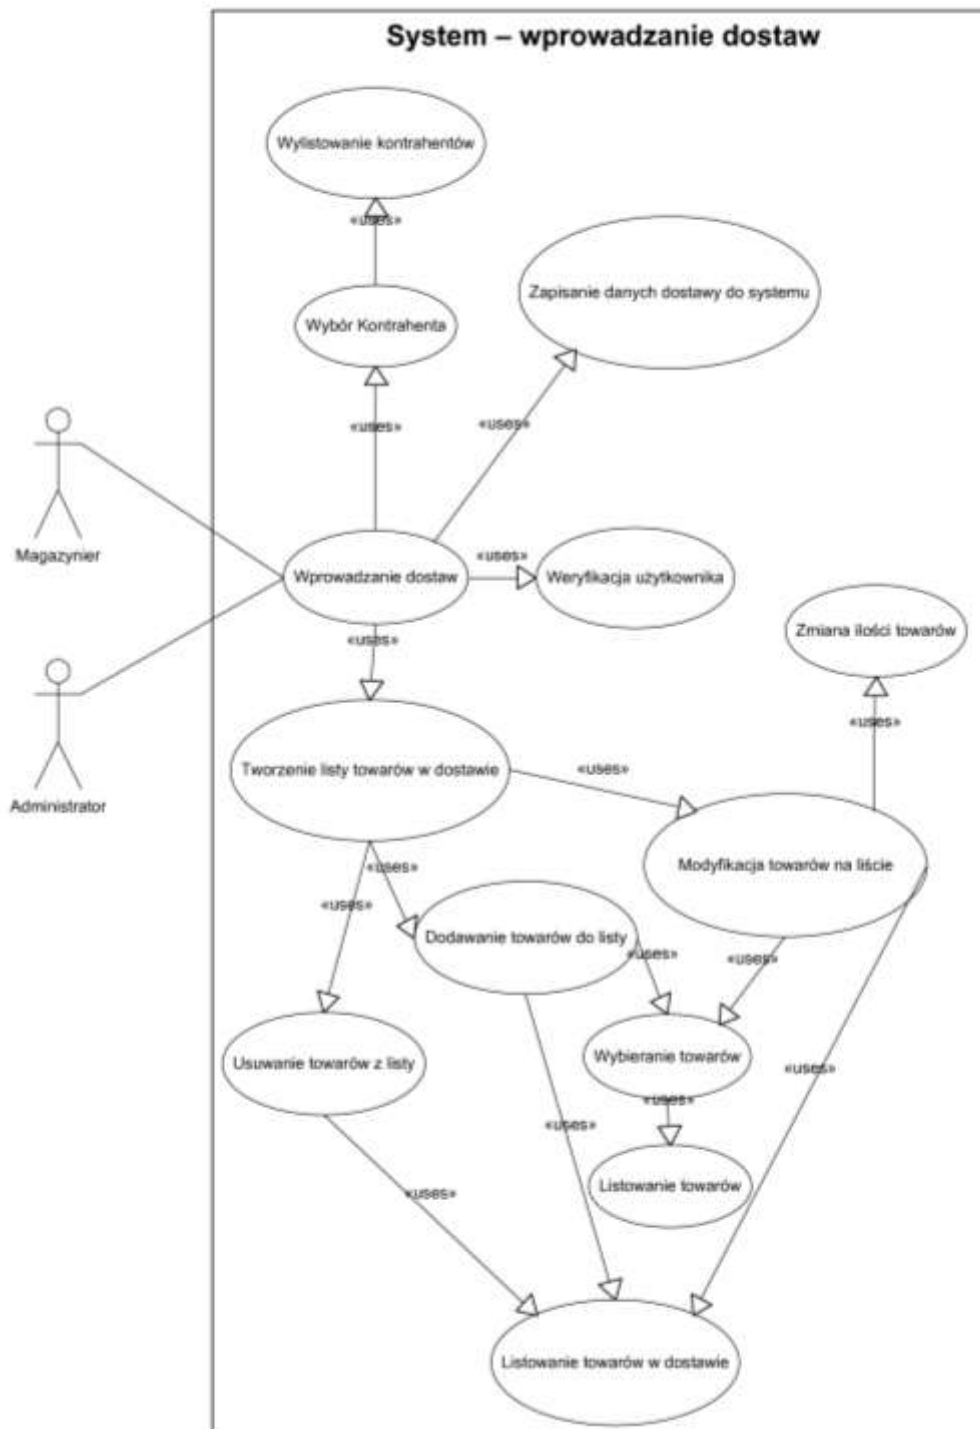 System – wprowadzanie dostaw
Wylistowanie kontrahentów
«uses»
Zapisanie danych dostawy do systemu
Wybór Kontrahenta
«uses»
«uses»
Magazynier
Wprowadzanie dostaw
«uses»
Weryfikacja użytkownika
Zmiana ilości towarów
«uses»
«uses»
Tworzenie listy towarów w dostawie
«uses»
Administrator
Modyfikacja towarów na liście
«uses»
«uses»
Dodawanie towarów do listy
«uses»
«uses»
Usuwanie towarów z listy
Wybieranie towarów
«uses»
«uses»
«uses»
Listowanie towarów
«uses»
Listowanie towarów w dostawie